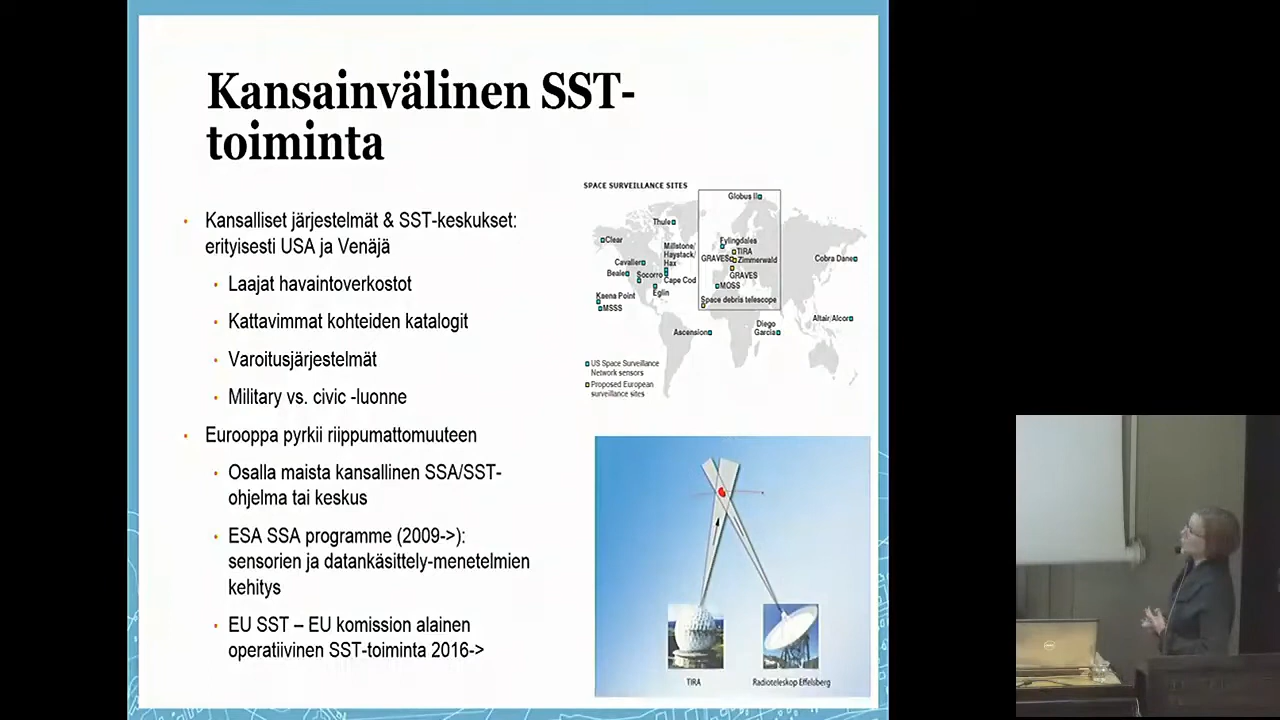 Kansainvälinen SST-
toiminta
• Kansalliset järjestelmät & SST-keskukset:
erityisesti USA ja Venäjä
• Laajat havaintoverkostot
• Kattavimmat kohteiden katalogit
• Varoitusjärjestelmät
• Military vs. civic -luonne
• Eurooppa pyrkii riippumattomuuteen
• Osalla maista kansallinen SSA/SST-
ohjelma tai keskus
• ESA SSA programme (2009->):
sensorien ja datankäsittely-menetelmien
kehitys
• EU SST – EU komission alainen
operatiivinen SST-toiminta 2016->
SPACE SURVEILLANCE SITES
Globus II
Thule
Clear
Millstone/
Haystack/
Hax
Fylingdales
TIRA
GRAVES
Zimmerwald
Cobra Dane
Cavalier
Beale
Socorro
Cape Cod
GRAVES
Eglin
MOSS
Kaena Point
Space debris telescope
MSSS
Ascension
Diego
Garcia
Altair/Alcor
US Space Surveillance
Network sensors
Proposed European
surveillance sites
TIRA
Radioteleskop Effelsberg